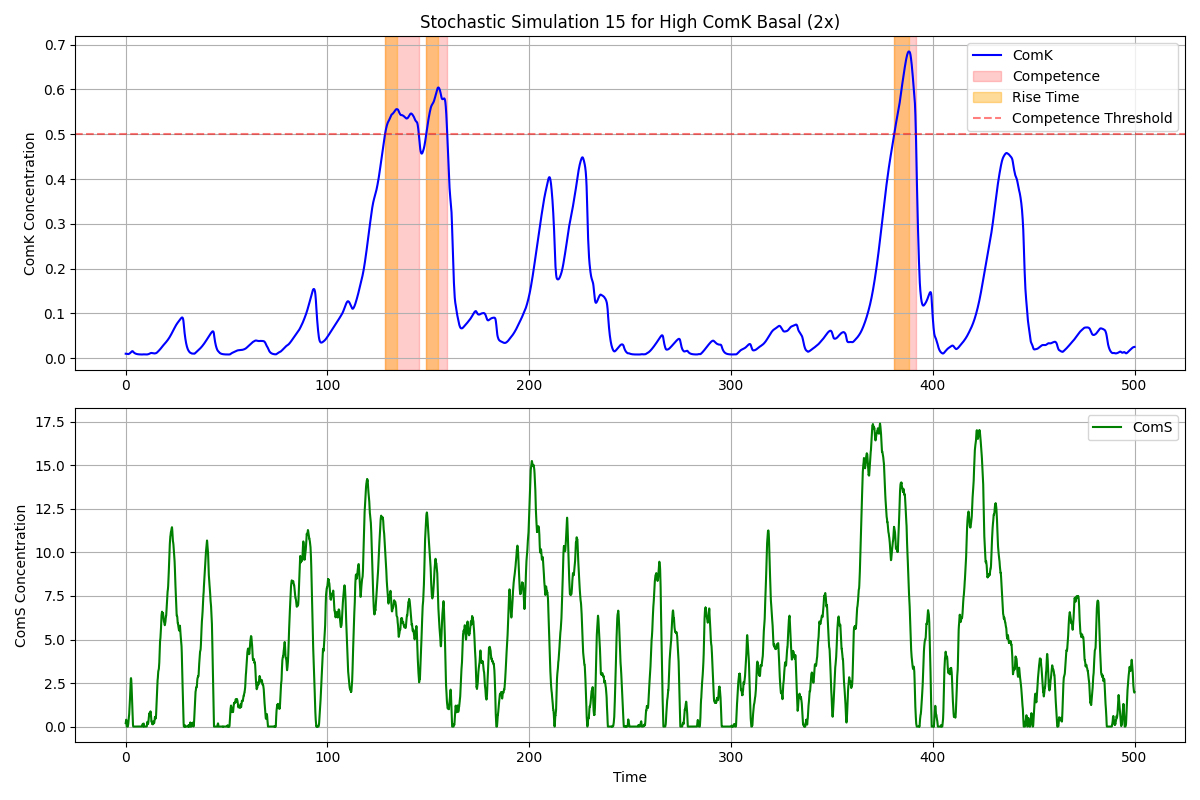 Stochastic Simulation 15 for High ComK Basal (2x)
ComK Concentration
0.7
0.6
0.5
0.4
0.3
0.2
0.1
0.0
ComK
Competence
Rise Time
Competence Threshold
0 100 200 300 400 500
ComS Concentration
17.5
15.0
12.5
10.0
7.5
5.0
2.5
0.0
ComS
0 100 200 300 400 500
Time